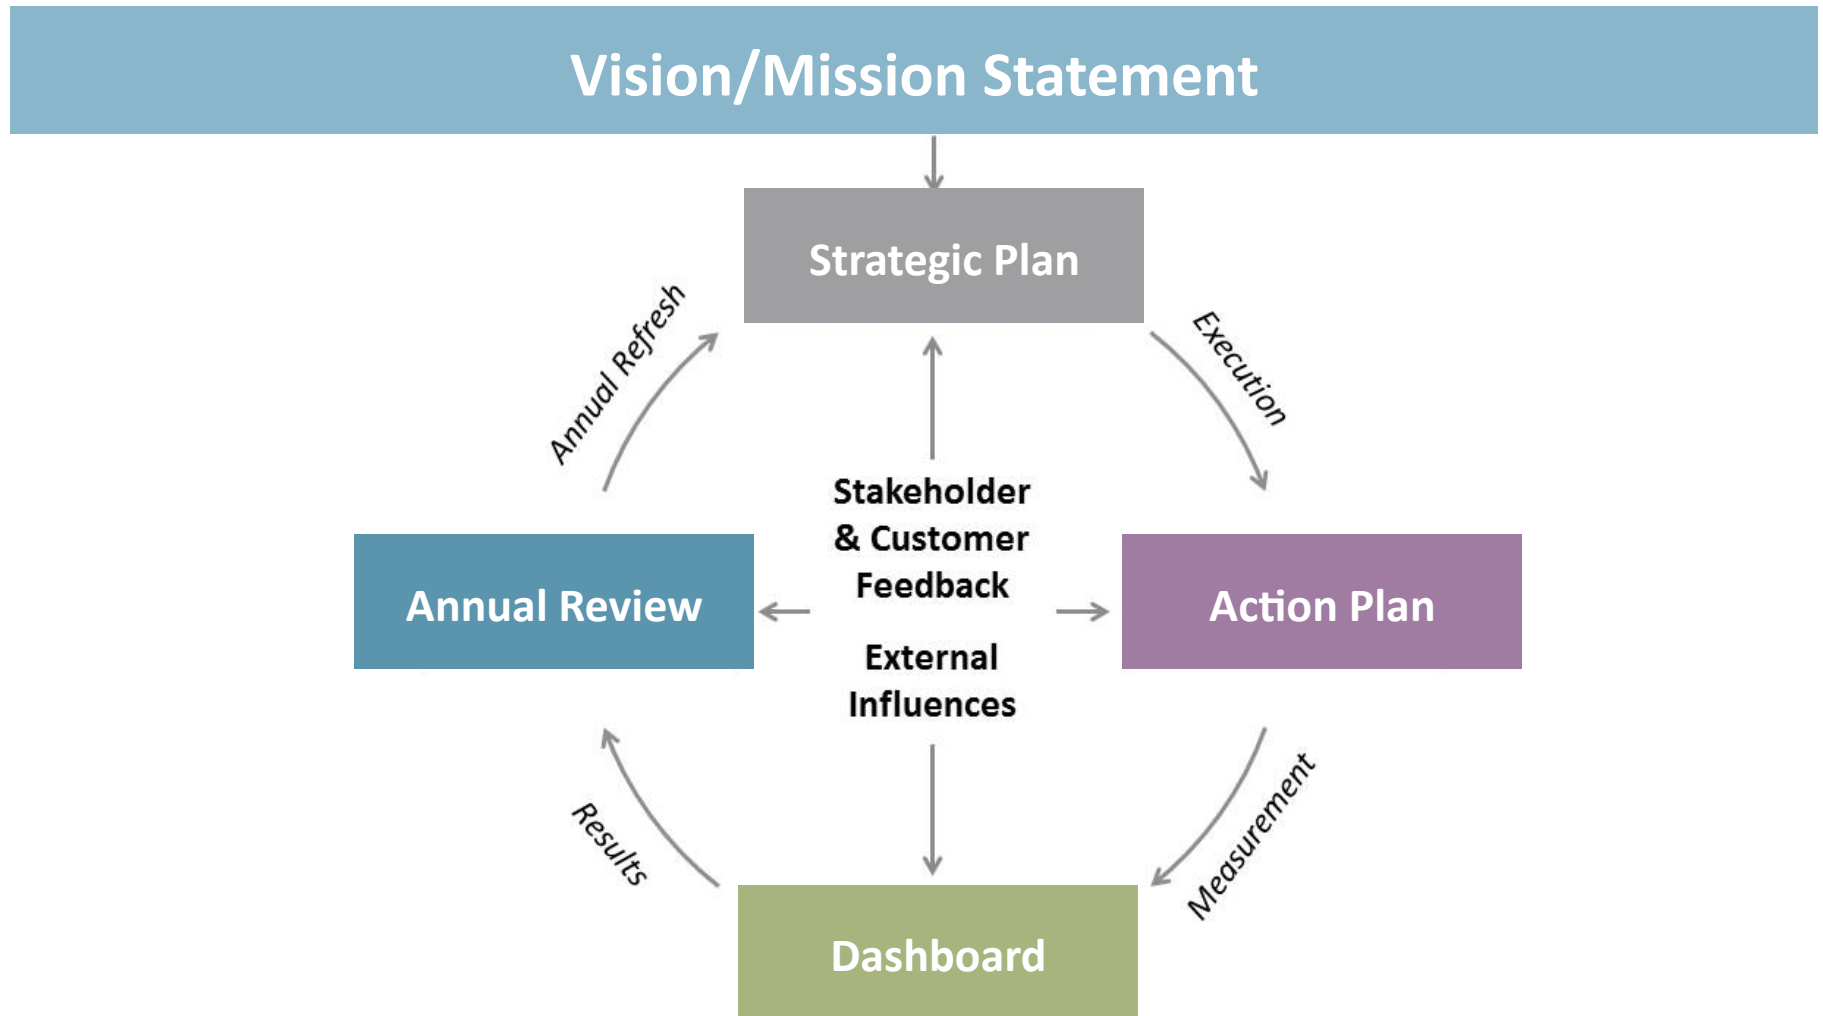 Vision/Mission Statement
Strategic Plan
Annual Refresh
Execution
Stakeholder
& Customer
Feedback
Annual Review
Action Plan
External
Influences
Results
Measurement
Dashboard